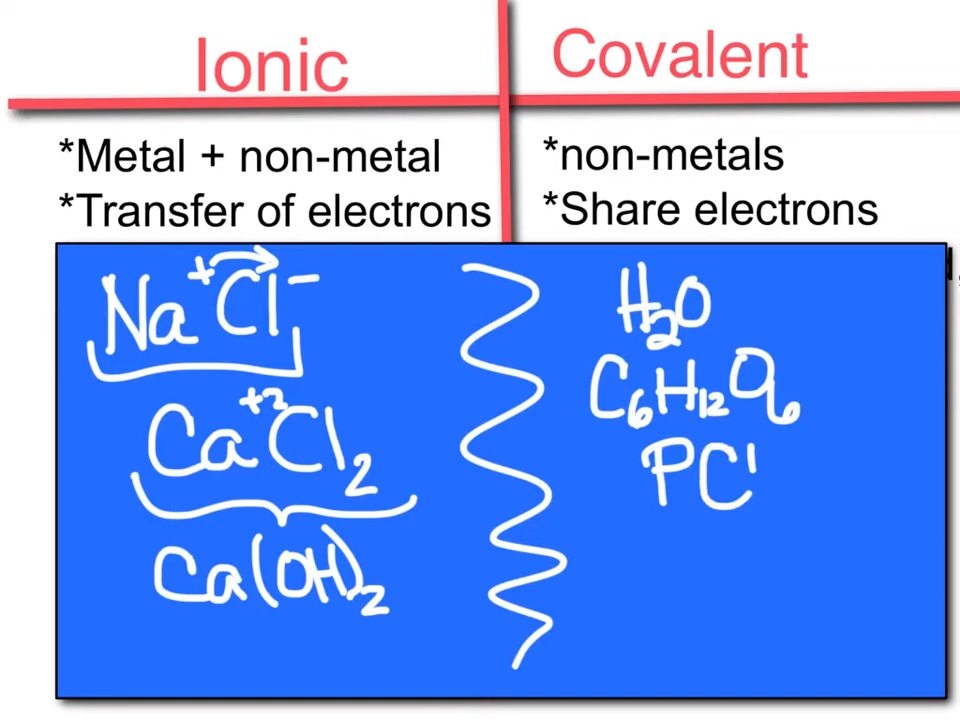 Ionic
Covalent
*Metal + non-metal
*Transfer of electrons
*non-metals
*Share electrons
Na⁺Cl⁻
Ca⁺²Cl₂
Ca(OH)₂
H₂O
C₆H₁₂O₆
PCl